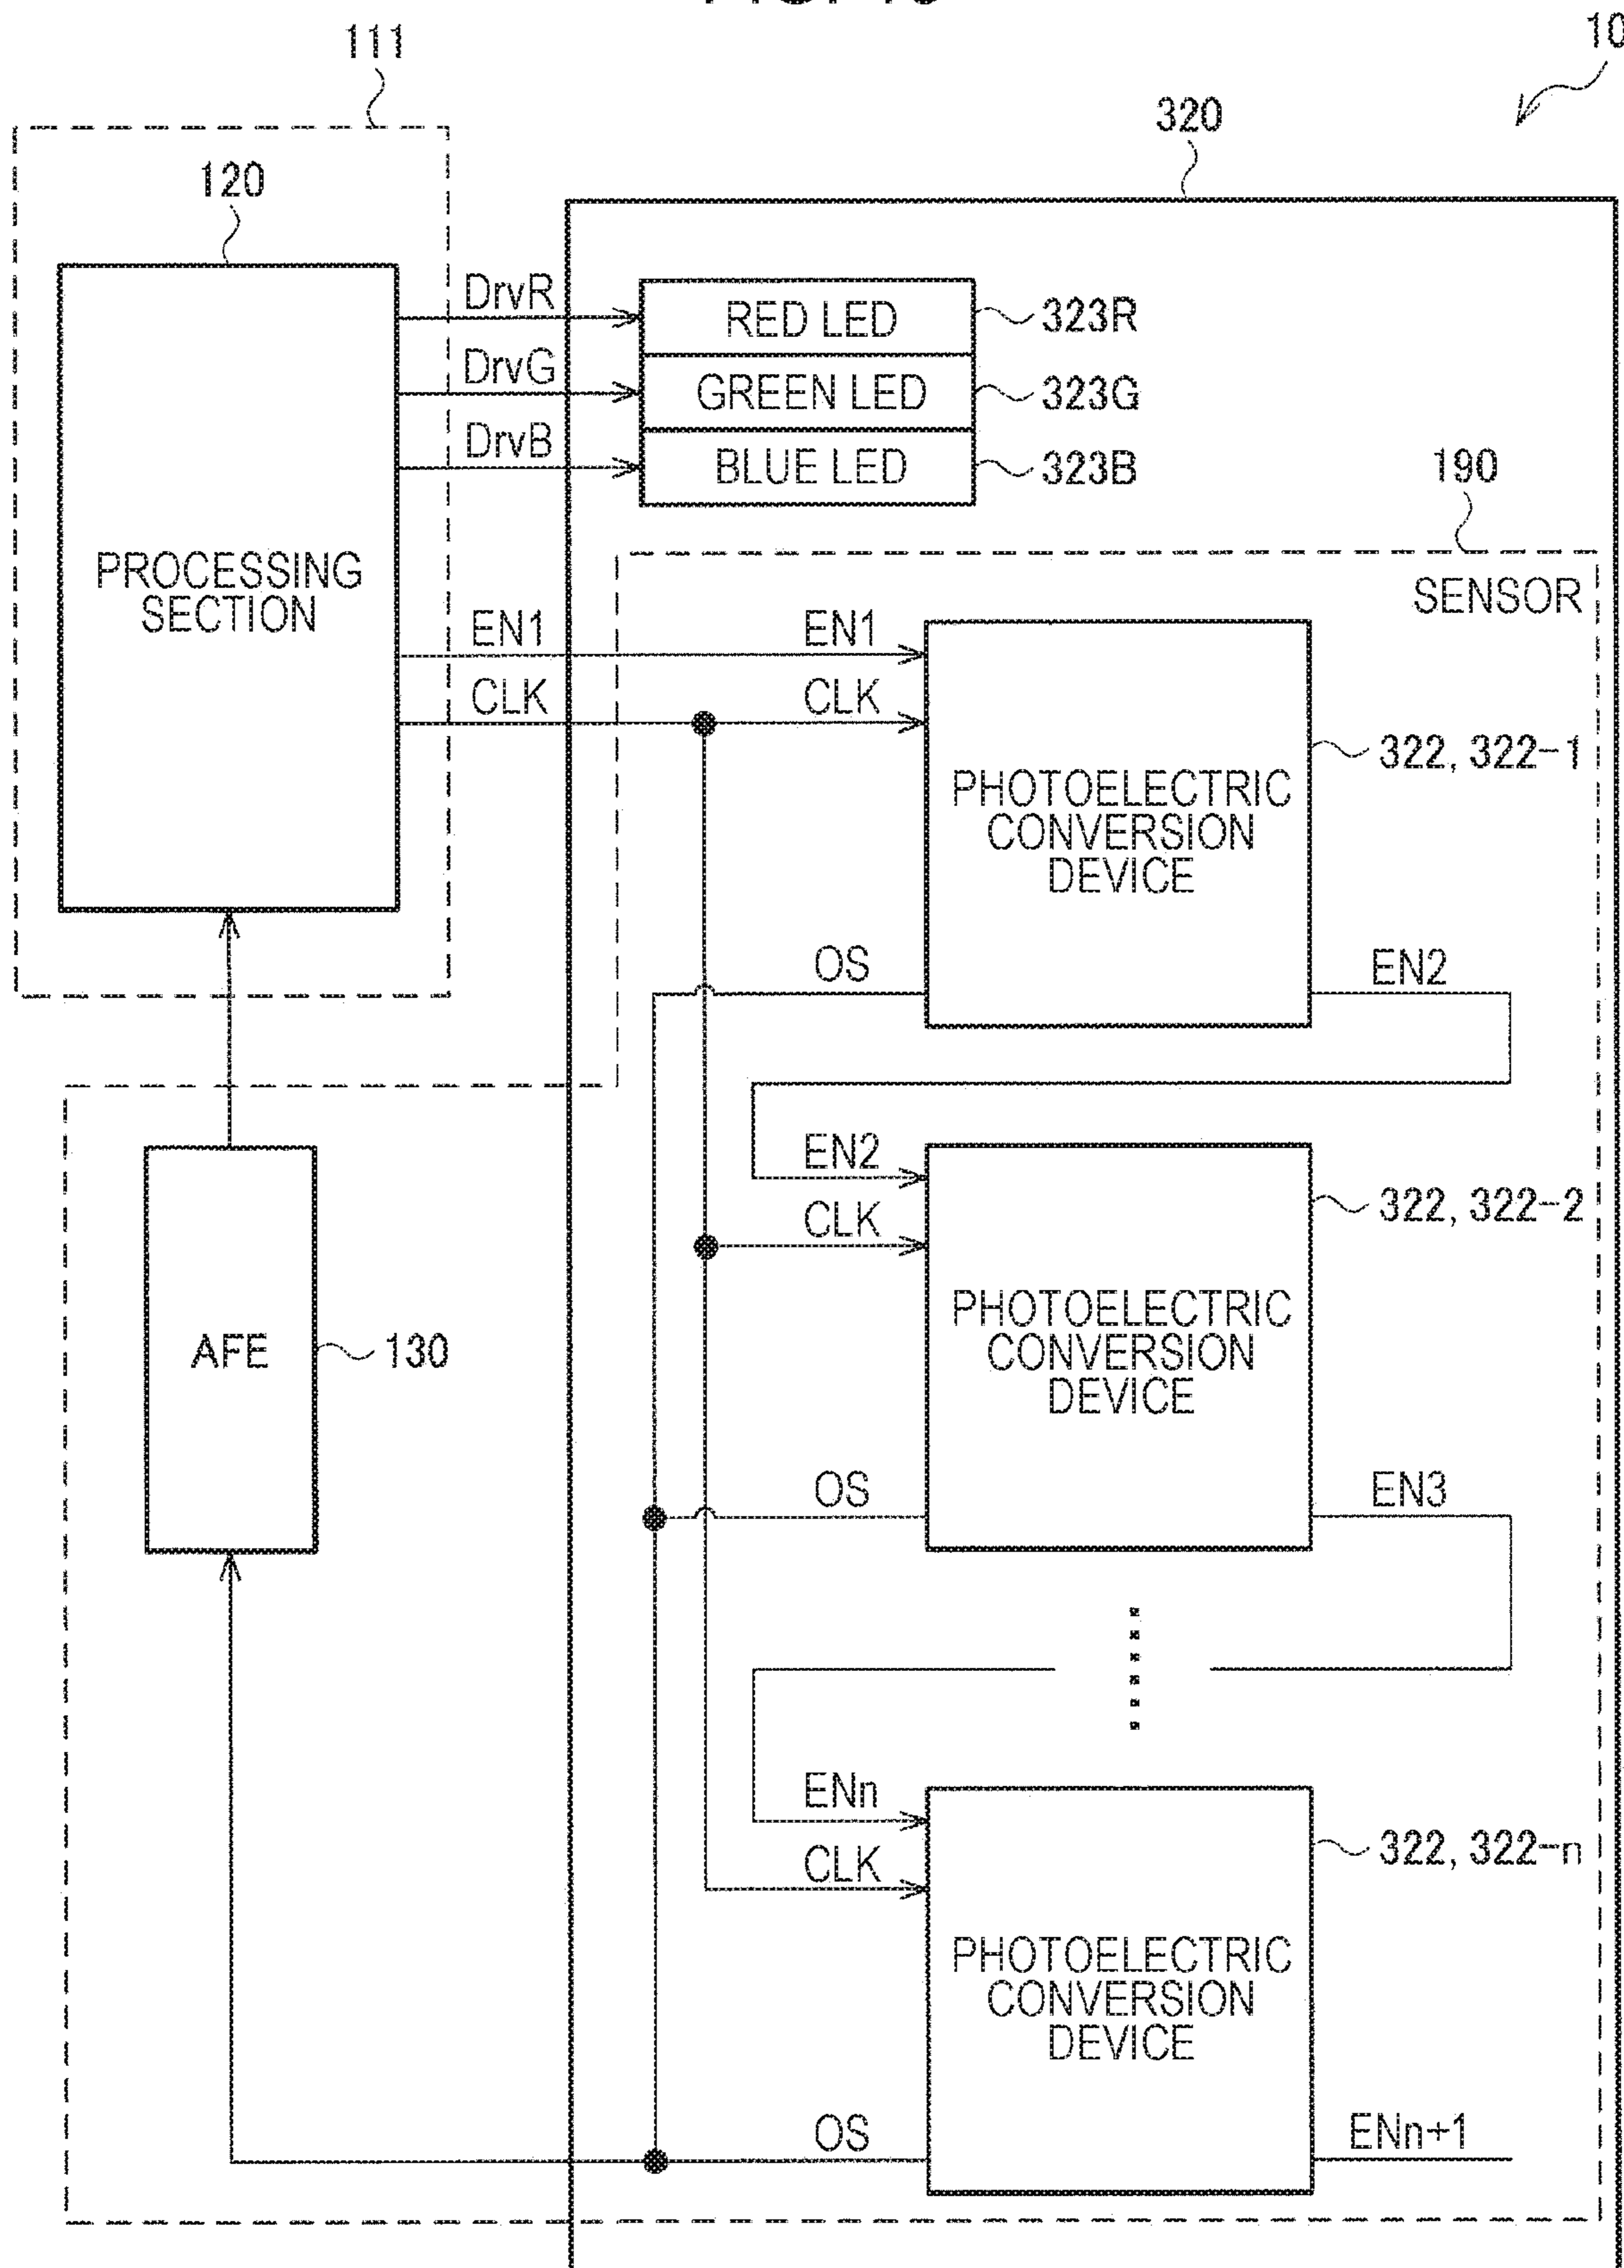 111
10
320
120
DrvR
RED LED
323R
DrvG
GREEN LED
323G
DrvB
BLUE LED
323B
190
PROCESSING
SECTION
SENSOR
EN1
EN1
CLK
CLK
322, 322-1
PHOTOELECTRIC
CONVERSION
DEVICE
OS
EN2
EN2
CLK
322, 322-2
PHOTOELECTRIC
CONVERSION
DEVICE
AFE
130
OS
EN3
ENn
CLK
322, 322-n
PHOTOELECTRIC
CONVERSION
DEVICE
OS
ENn+1